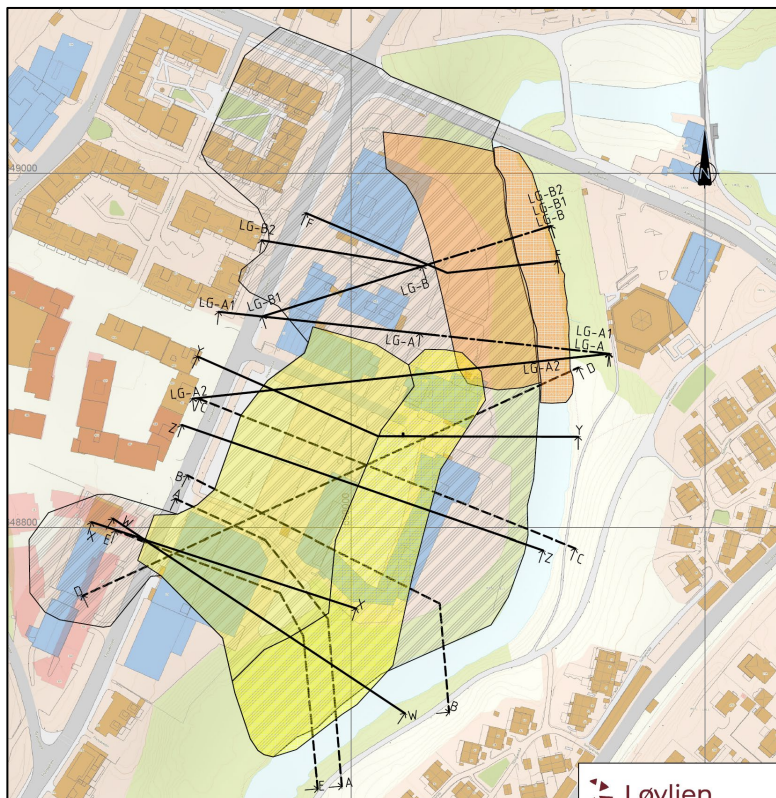 N
49000
LG-B2
LG-B1
LG-B
F
LG-B2
LG-B
F
LG-B1
LG-A1
LG-A1
LG-A1
LG-A
LG-A2
D
Y
LG-A2
VC
Z
Y
B
A
48800
X
W
E
Z
C
D
X
W
B
E
A
Løvlien